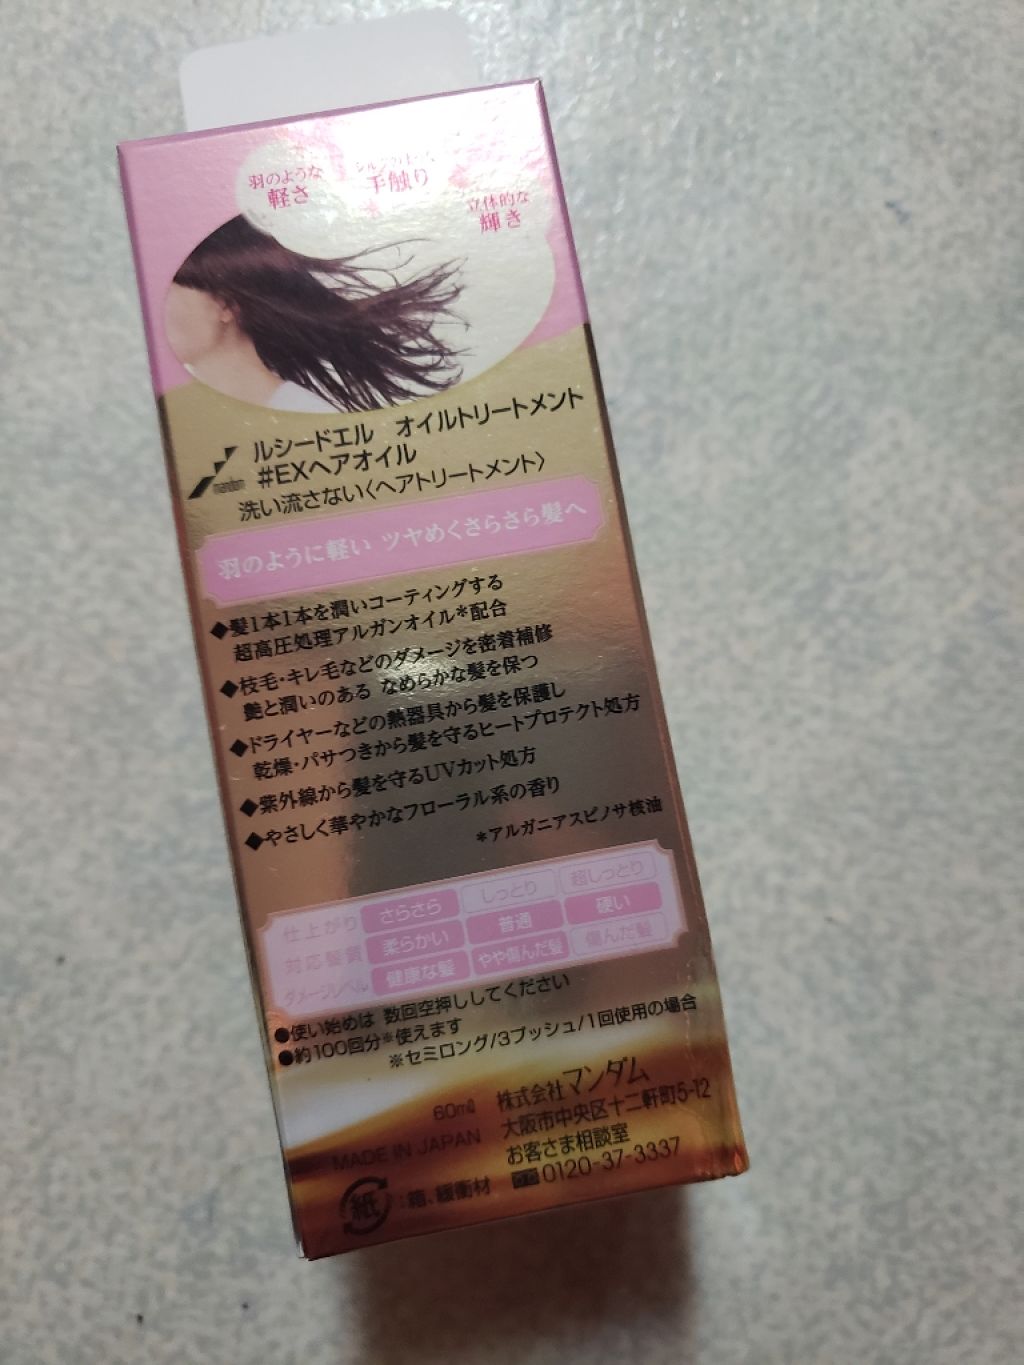 羽のような
軽さ
シルクのような
手触り
立体的な
輝き
mandom
ルシードエル オイルトリートメント
#EXヘアオイル
洗い流さない〈ヘアトリートメント〉
羽のように軽い ツヤめくさらさら髪へ
◆髪1本1本を潤いコーティングする
超高圧処理アルガンオイル*配合
◆枝毛・キレ毛などのダメージを密着補修
艶と潤いのある なめらかな髪を保つ
◆ドライヤーなどの熱器具から髪を保護し
乾燥・パサつきから髪を守るヒートプロテクト処方
◆紫外線から髪を守るUVカット処方
◆やさしく華やかなフローラル系の香り
*アルガニアスピノサ核油
仕上がり さらさら しっとり 超しっとり
対応髪質 柔らかい 普通 硬い
ダメージレベル 健康な髪 やや傷んだ髪 傷んだ髪
●使い始めは 数回空押ししてください
●約100回分※使えます
※セミロング/3プッシュ/1回使用の場合
60mL 株式会社マンダム
大阪市中央区十二軒町5-12
MADE IN JAPAN お客さま相談室
0120-37-3337
紙 :箱、緩衝材